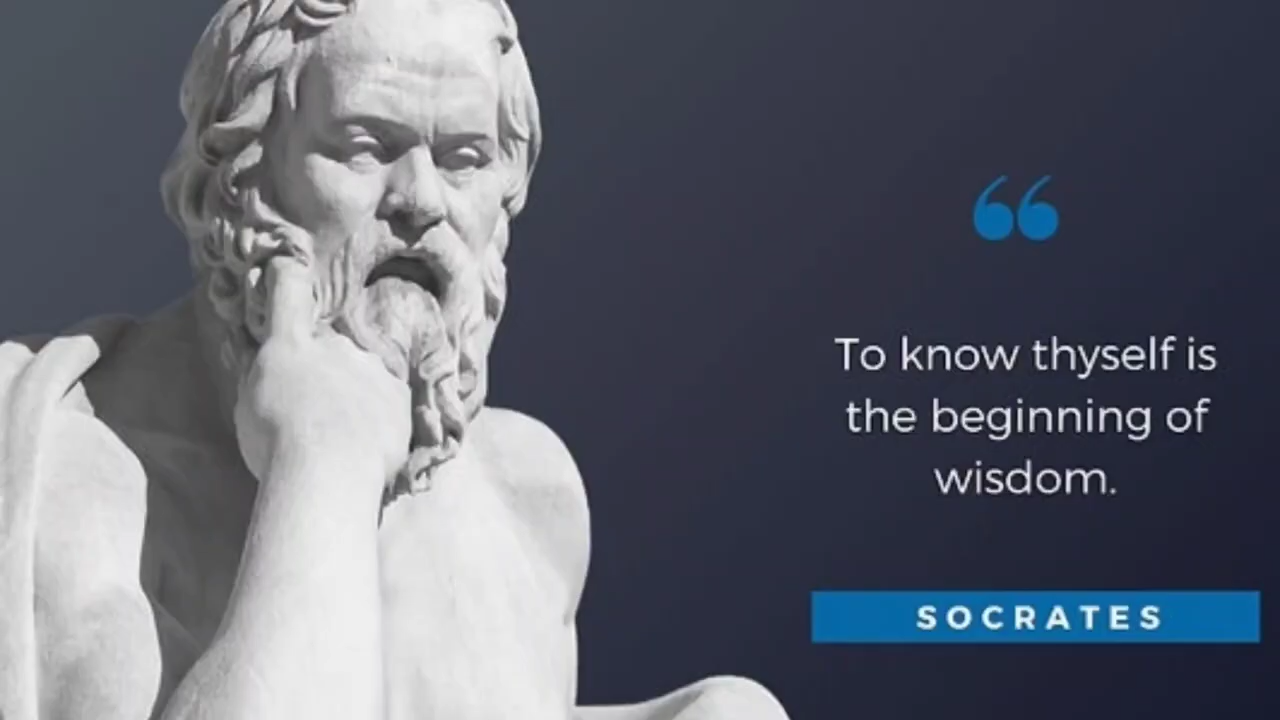 “
To know thyself is
the beginning of
wisdom.
SOCRATES